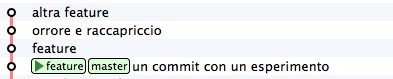 altra feature
orrore e raccapriccio
feature
feature master un commit con un esperimento